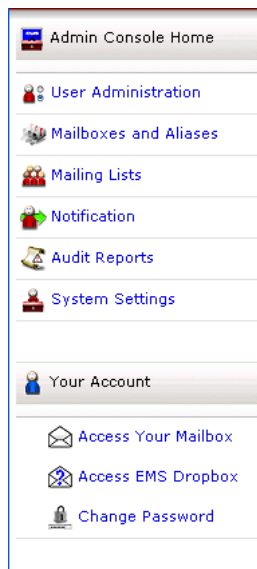 Admin Console Home
User Administration
Mailboxes and Aliases
Mailing Lists
Notification
Audit Reports
System Settings
Your Account
Access Your Mailbox
Access EMS Dropbox
Change Password